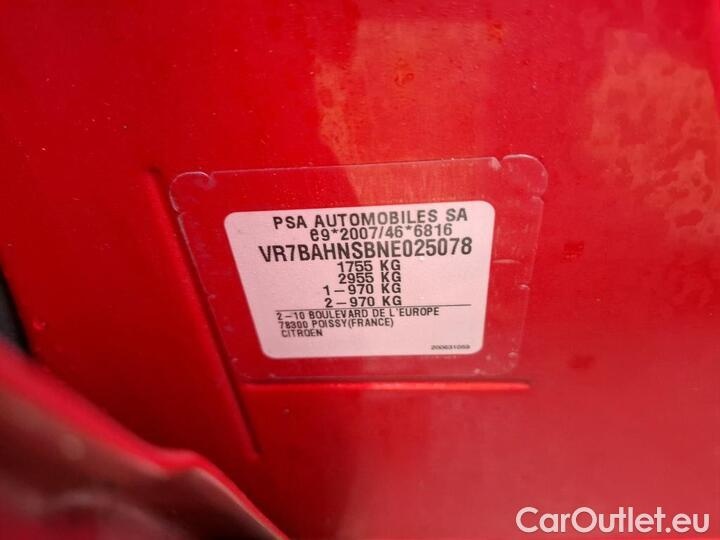 PSA AUTOMOBILES SA
e9*2007/46*6816
VR7BAHNSBNE025078
1755 KG
2955 KG
1-970 KG
2-970 KG
2-10 BOULEVARD DE L'EUROPE
78300 POISSY(FRANCE)
CITROEN
CarOutlet.eu